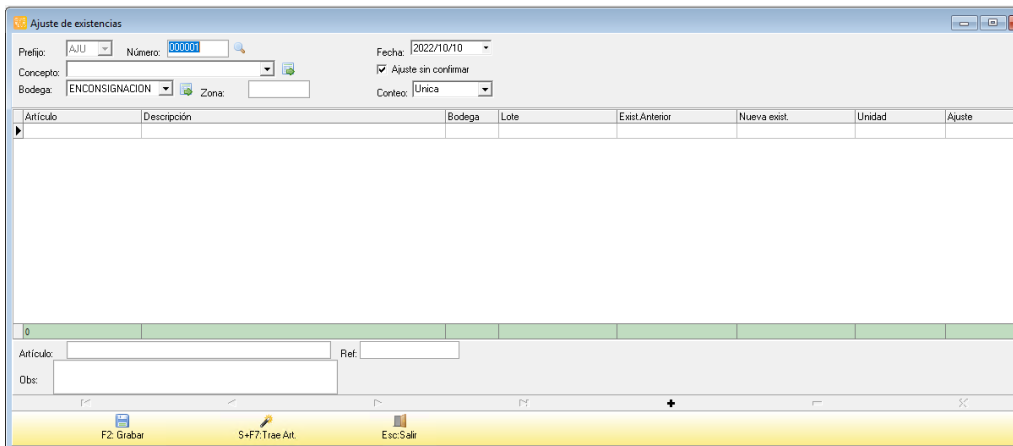 Ajuste de existencias
Prefijo: AJU Número: 000001 Fecha: 2022/10/10
Concepto: Ajuste sin confirmar
Bodega: ENCONSIGNACION Zona: Conteo: Unica
Artículo Descripción Bodega Lote Exist.Anterior Nueva exist. Unidad Ajuste
0
Artículo: Ref:
Obs:
F2: Grabar S+F7:Trae Art. Esc:Salir